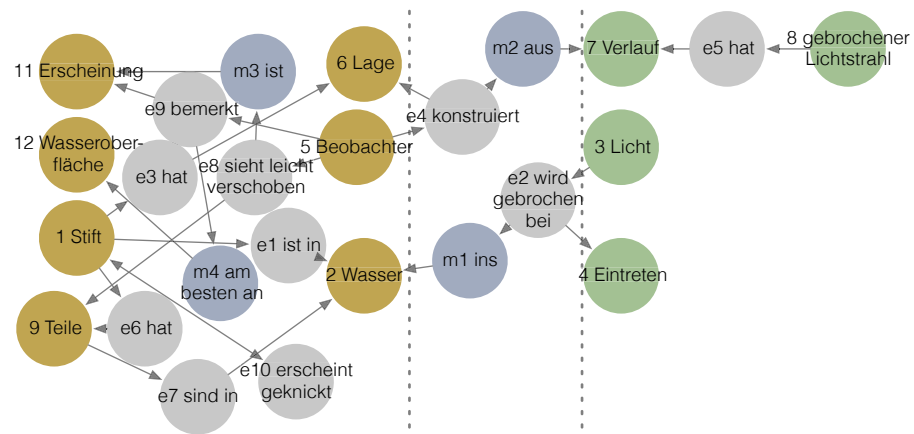 11 Erscheinung
m3 ist
6 Lage
m2 aus
7 Verlauf
e5 hat
8 gebrochener
Lichtstrahl
e9 bemerkt
e4 konstruiert
12 Wasserober-
fläche
e3 hat
e8 sieht leicht
verschoben
5 Beobachter
3 Licht
e2 wird
gebrochen
bei
1 Stift
e1 ist in
m4 am
besten an
2 Wasser
m1 ins
4 Eintreten
9 Teile
e6 hat
e7 sind in
e10 erscheint
geknickt